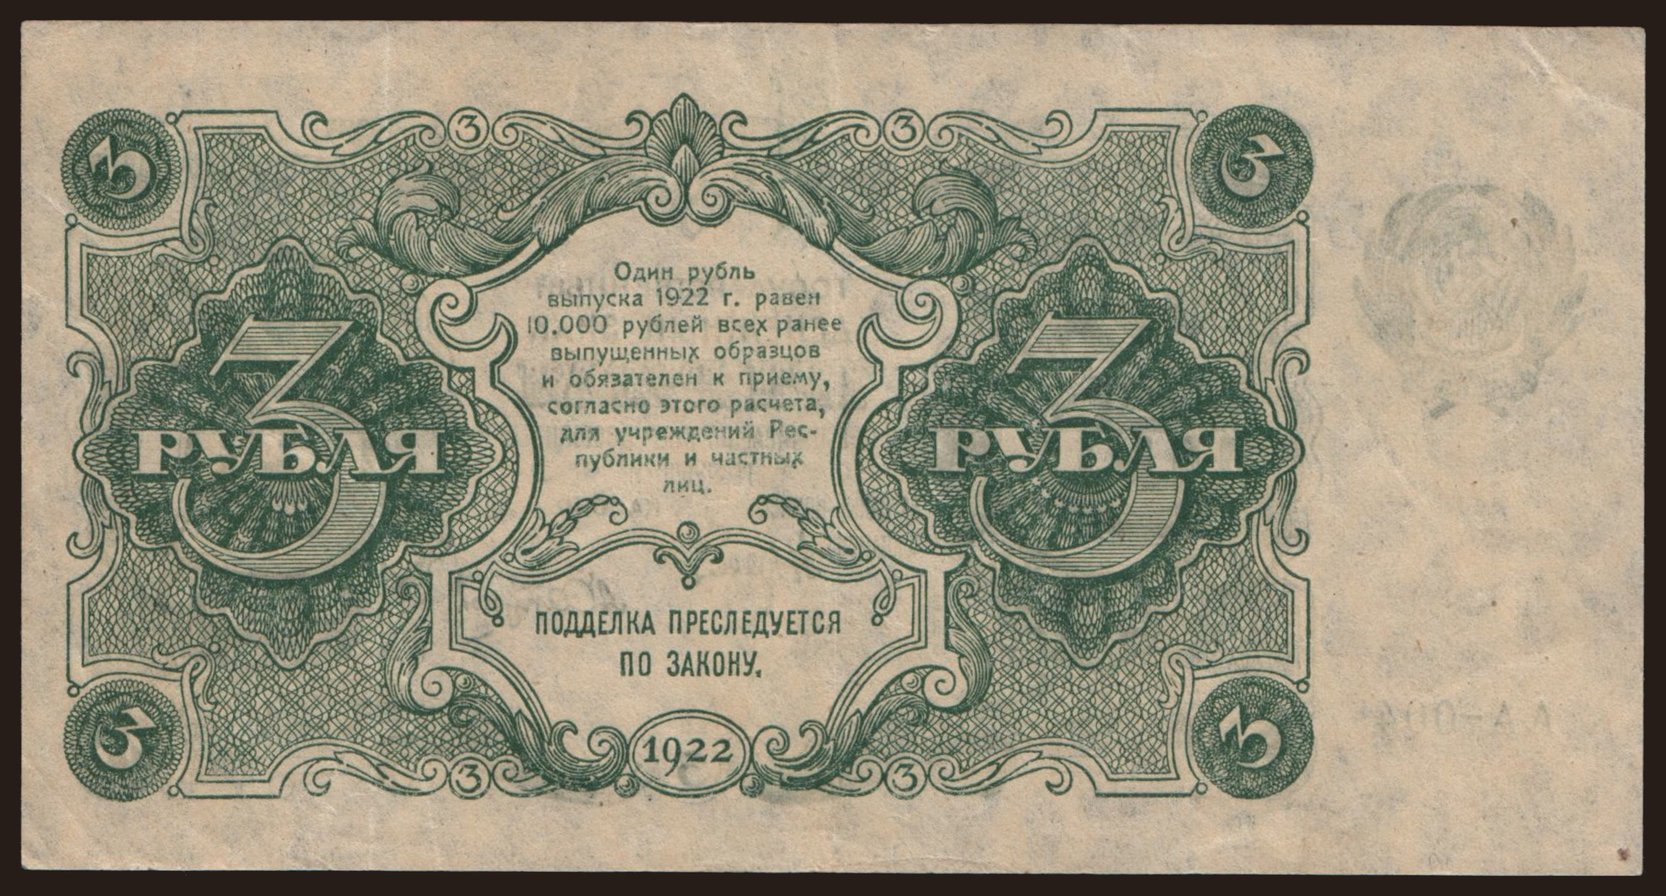 3 3 3 3
Один рубль
выпуска 1922 г. равен
10.000 рублей всех ранее
выпущенных образцов
и обязателен к приему,
согласно этого расчета,
для учреждений Рес-
публики и частных
лиц.
3 РУБЛЯ
3 РУБЛЯ
ПОДДЕЛКА ПРЕСЛЕДУЕТСЯ
ПО ЗАКОНУ.
3 3 1922 3 3